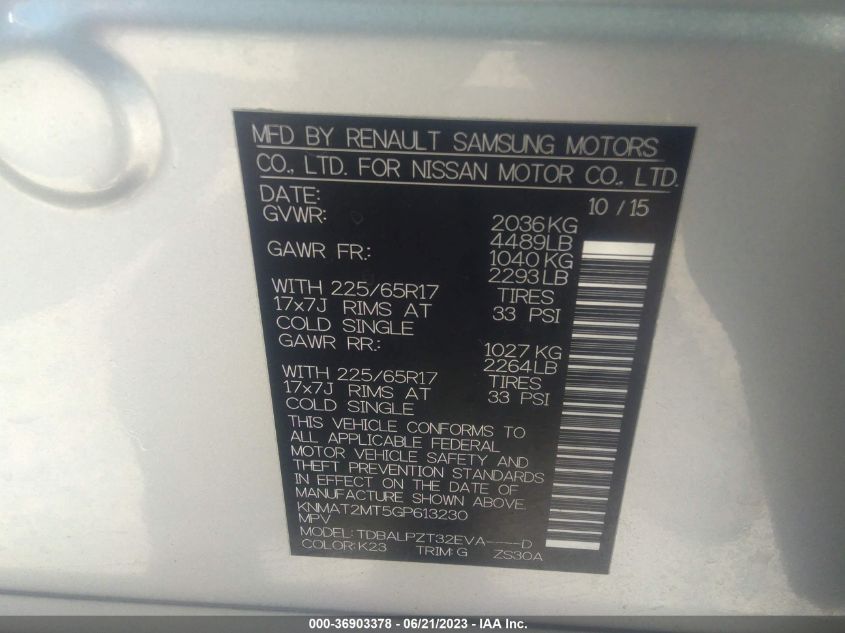 MFD BY RENAULT SAMSUNG MOTORS
CO., LTD. FOR NISSAN MOTOR CO., LTD.
DATE: 10 / 15
GVWR: 2036KG
4489LB
GAWR FR.: 1040 KG
2293LB
WITH 225/65R17 TIRES
17x7J RIMS AT 33 PSI
COLD SINGLE
GAWR RR.: 1027 KG
2264LB
WITH 225/65R17 TIRES
17x7J RIMS AT 33 PSI
COLD SINGLE
THIS VEHICLE CONFORMS TO
ALL APPLICABLE FEDERAL
MOTOR VEHICLE SAFETY AND
THEFT PREVENTION STANDARDS
IN EFFECT ON THE DATE OF
MANUFACTURE SHOWN ABOVE.
KNMAT2MT5GP613230
MPV
MODEL: TDBALPZT32EVA----D
COLOR: K23 TRIM: G ZS30A
000-36903378 - 06/21/2023 - IAA Inc.